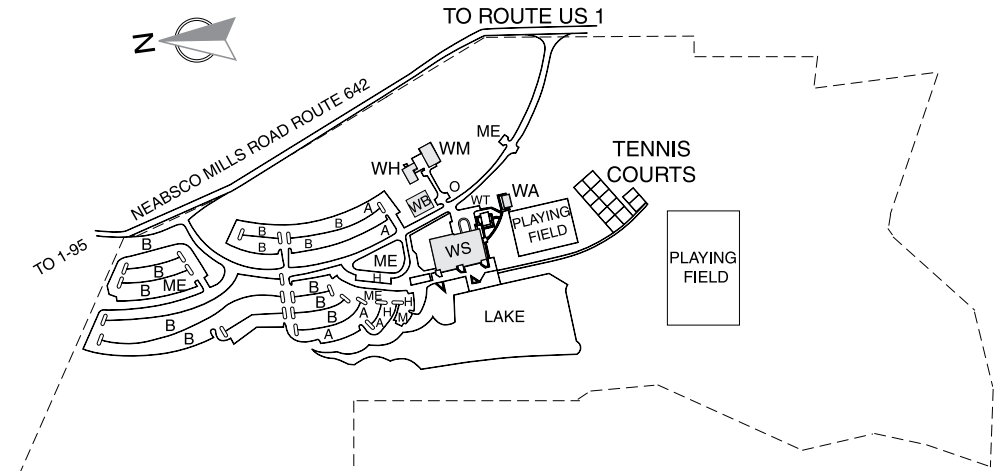 TO ROUTE US 1
N
NEABSCO MILLS ROAD ROUTE 642
TO 1-95
ME
WM
WH
TENNIS
COURTS
O
WT
WA
WB
A
B
B
A
B
B
PLAYING
FIELD
WS
ME
H
B
B
B
ME
PLAYING
FIELD
B
ME
H
A
H
M
B
A
A
B
B
LAKE